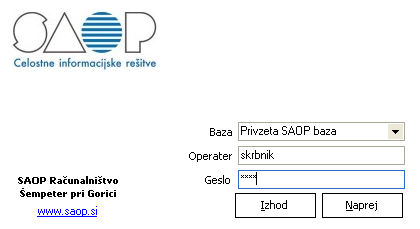 SAOP
Celostne informacijske rešitve
Baza Privzeta SAOP baza
Operater skrbnik
Geslo ****
SAOP Računalništvo
Šempeter pri Gorici
www.saop.si
Izhod Naprej